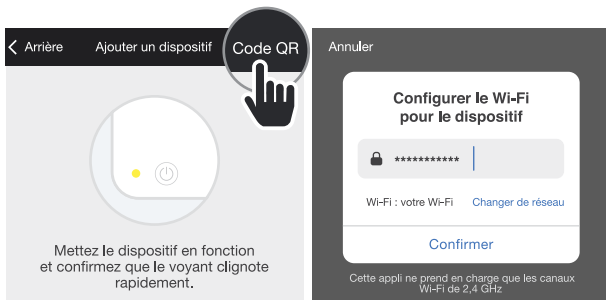 Arrière
Ajouter un dispositif
Code QR
Mettez le dispositif en fonction
et confirmez que le voyant clignote
rapidement.
Annuler
Configurer le Wi-Fi
pour le dispositif
***********
Wi-Fi : votre Wi-Fi
Changer de réseau
Confirmer
Cette appli ne prend en charge que les canaux
Wi-Fi de 2,4 GHz